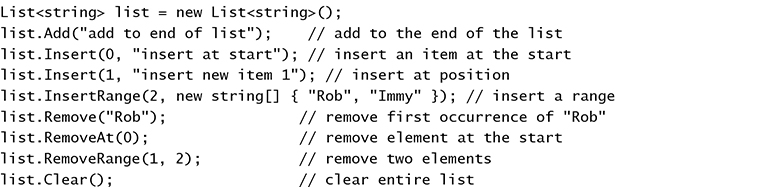 List<string> list = new List<string>();
list.Add("add to end of list");    // add to the end of the list
list.Insert(0, "insert at start"); // insert an item at the start
list.Insert(1, "insert new item 1"); // insert at position
list.InsertRange(2, new string[] { "Rob", "Immy" }); // insert a range
list.Remove("Rob");                // remove first occurrence of "Rob"
list.RemoveAt(0);                  // remove element at the start
list.RemoveRange(1, 2);            // remove two elements
list.Clear();                      // clear entire list